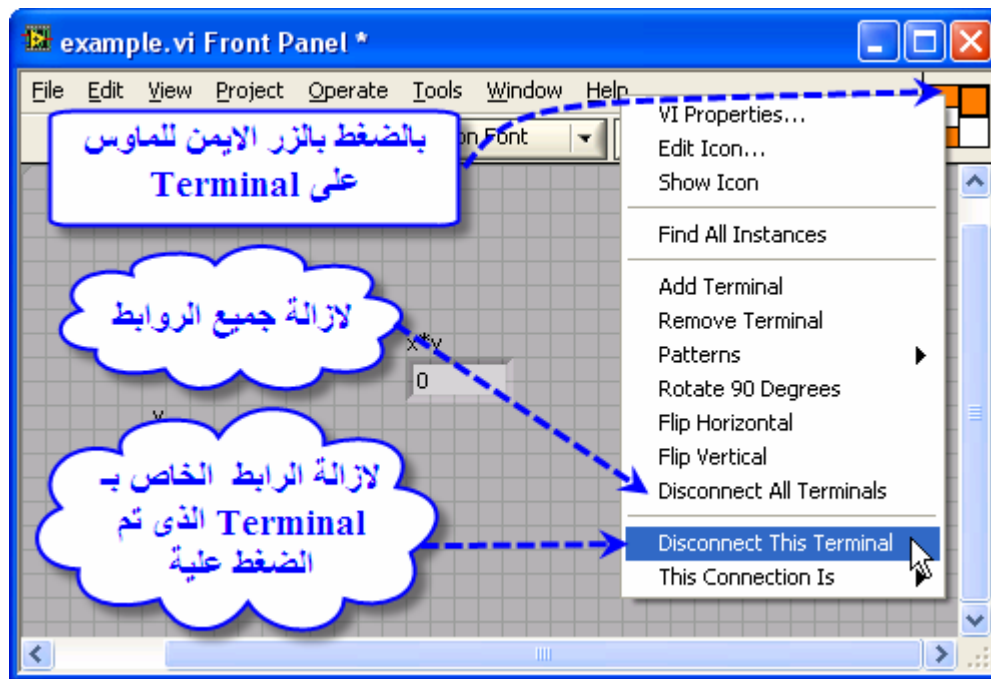 example.vi Front Panel *
File Edit View Project Operate Tools Window Help
بالضغط بالزر الايمن للماوس
على Terminal
on Font
VI Properties...
Edit Icon...
Show Icon
Find All Instances
Add Terminal
Remove Terminal
Patterns
Rotate 90 Degrees
Flip Horizontal
Flip Vertical
Disconnect All Terminals
Disconnect This Terminal
This Connection Is
لازالة جميع الروابط
x*y
0
لازالة الرابط الخاص بـ
Terminal الذى تم
الضغط علية